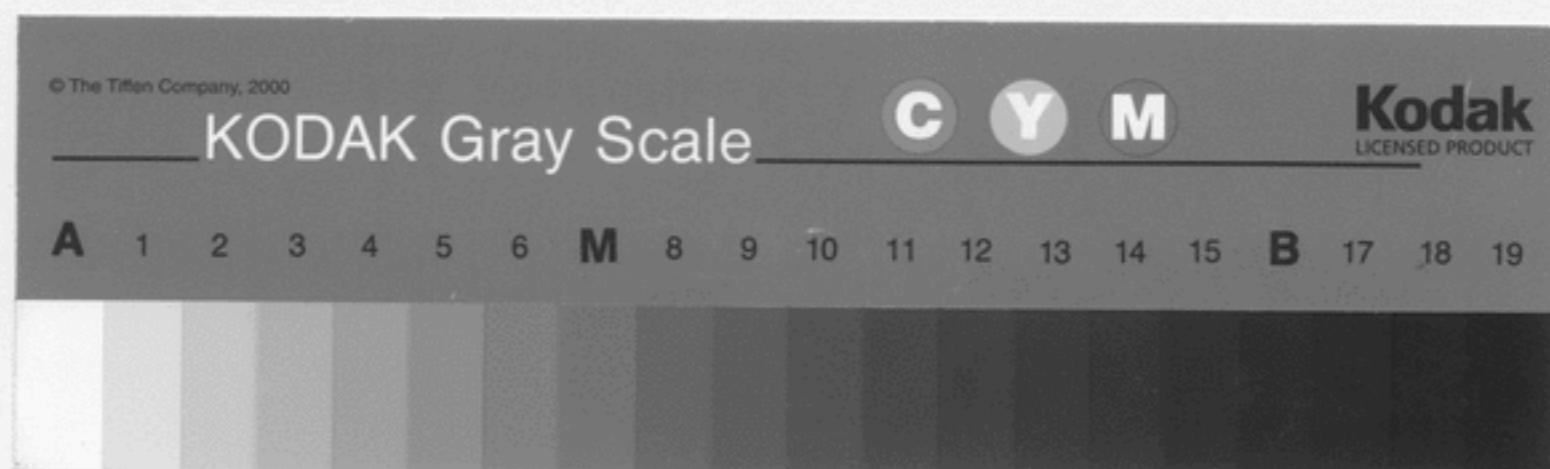 © The Tiffen Company, 2000
KODAK Gray Scale
C Y M
Kodak
LICENSED PRODUCT
A 1 2 3 4 5 6 M 8 9 10 11 12 13 14 15 B 17 18 19